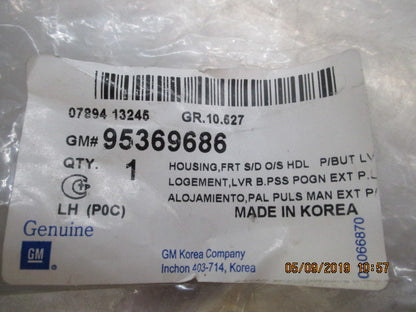 07894 13245 GR.10.627
GM# 95369686
QTY. 1
HOUSING,FRT S/D O/S HDL P/BUT LV
LOGEMENT,LVR B.PSS POGN EXT P.L
ALOJAMIENTO,PAL PULS MAN EXT P/
LH (P0C) MADE IN KOREA
Genuine
GM
GM Korea Company
Inchon 403-714, Korea
05/09/2019 10:57